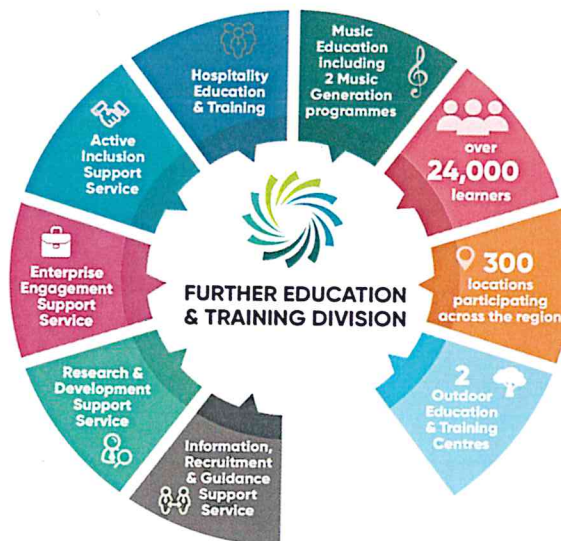 Music
Education
including
2 Music
Generation
programmes
over
24,000
learners
300
locations
participating
across the region
2
Outdoor
Education
& Training
Centres
Information,
Recruitment
& Guidance
Support
Service
Research &
Development
Support
Service
Enterprise
Engagement
Support
Service
Active
Inclusion
Support
Service
Hospitality
Education
& Training
FURTHER EDUCATION
& TRAINING DIVISION